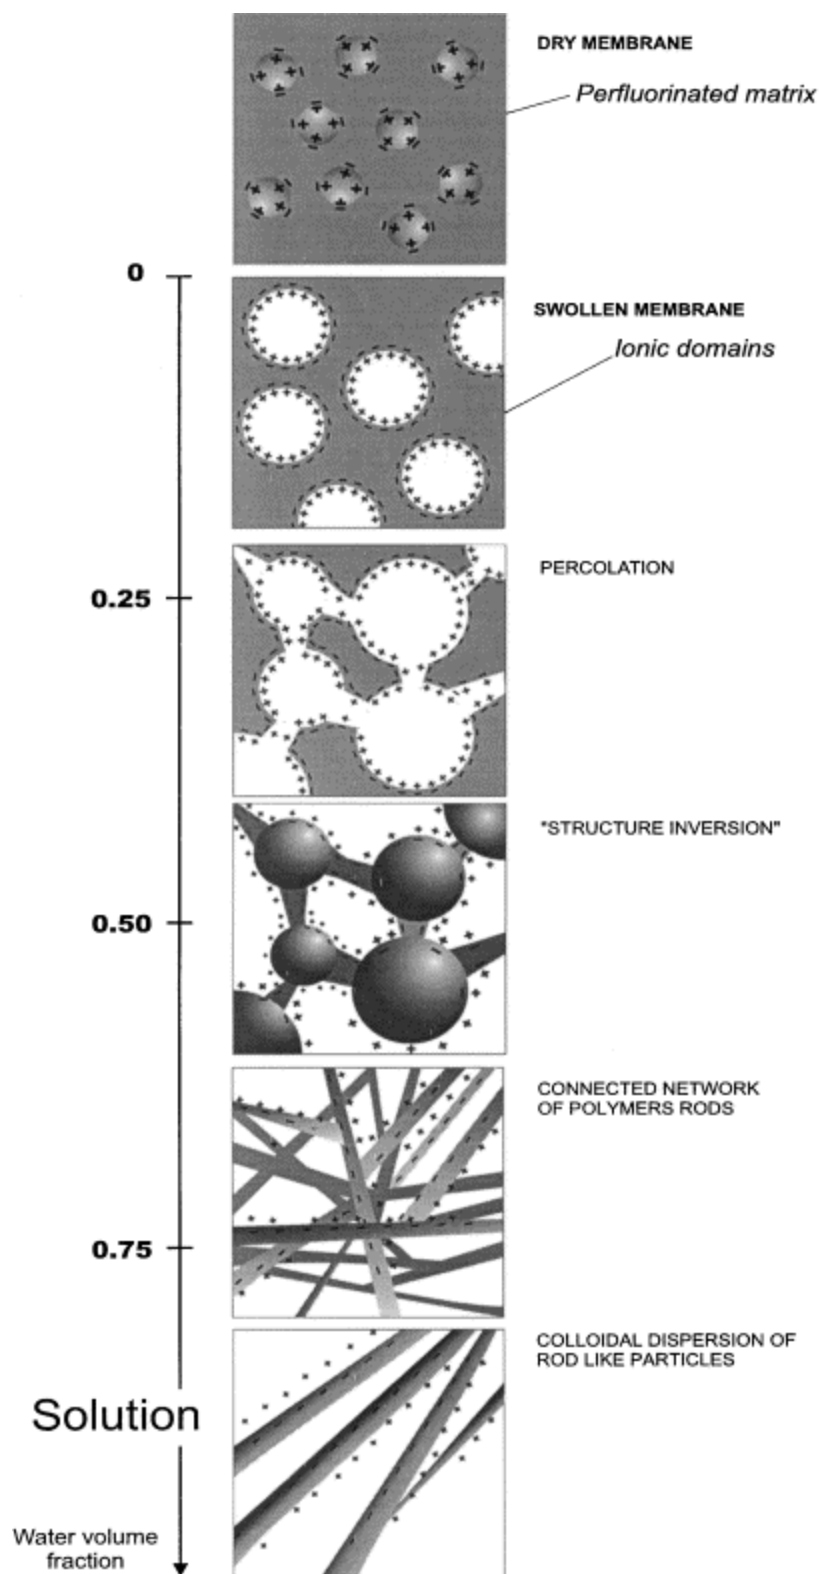 DRY MEMBRANE
Perfluorinated matrix
0
SWOLLEN MEMBRANE
Ionic domains
PERCOLATION
0.25
"STRUCTURE INVERSION"
0.50
CONNECTED NETWORK
OF POLYMERS RODS
0.75
COLLOIDAL DISPERSION OF
ROD LIKE PARTICLES
Solution
Water volume
fraction